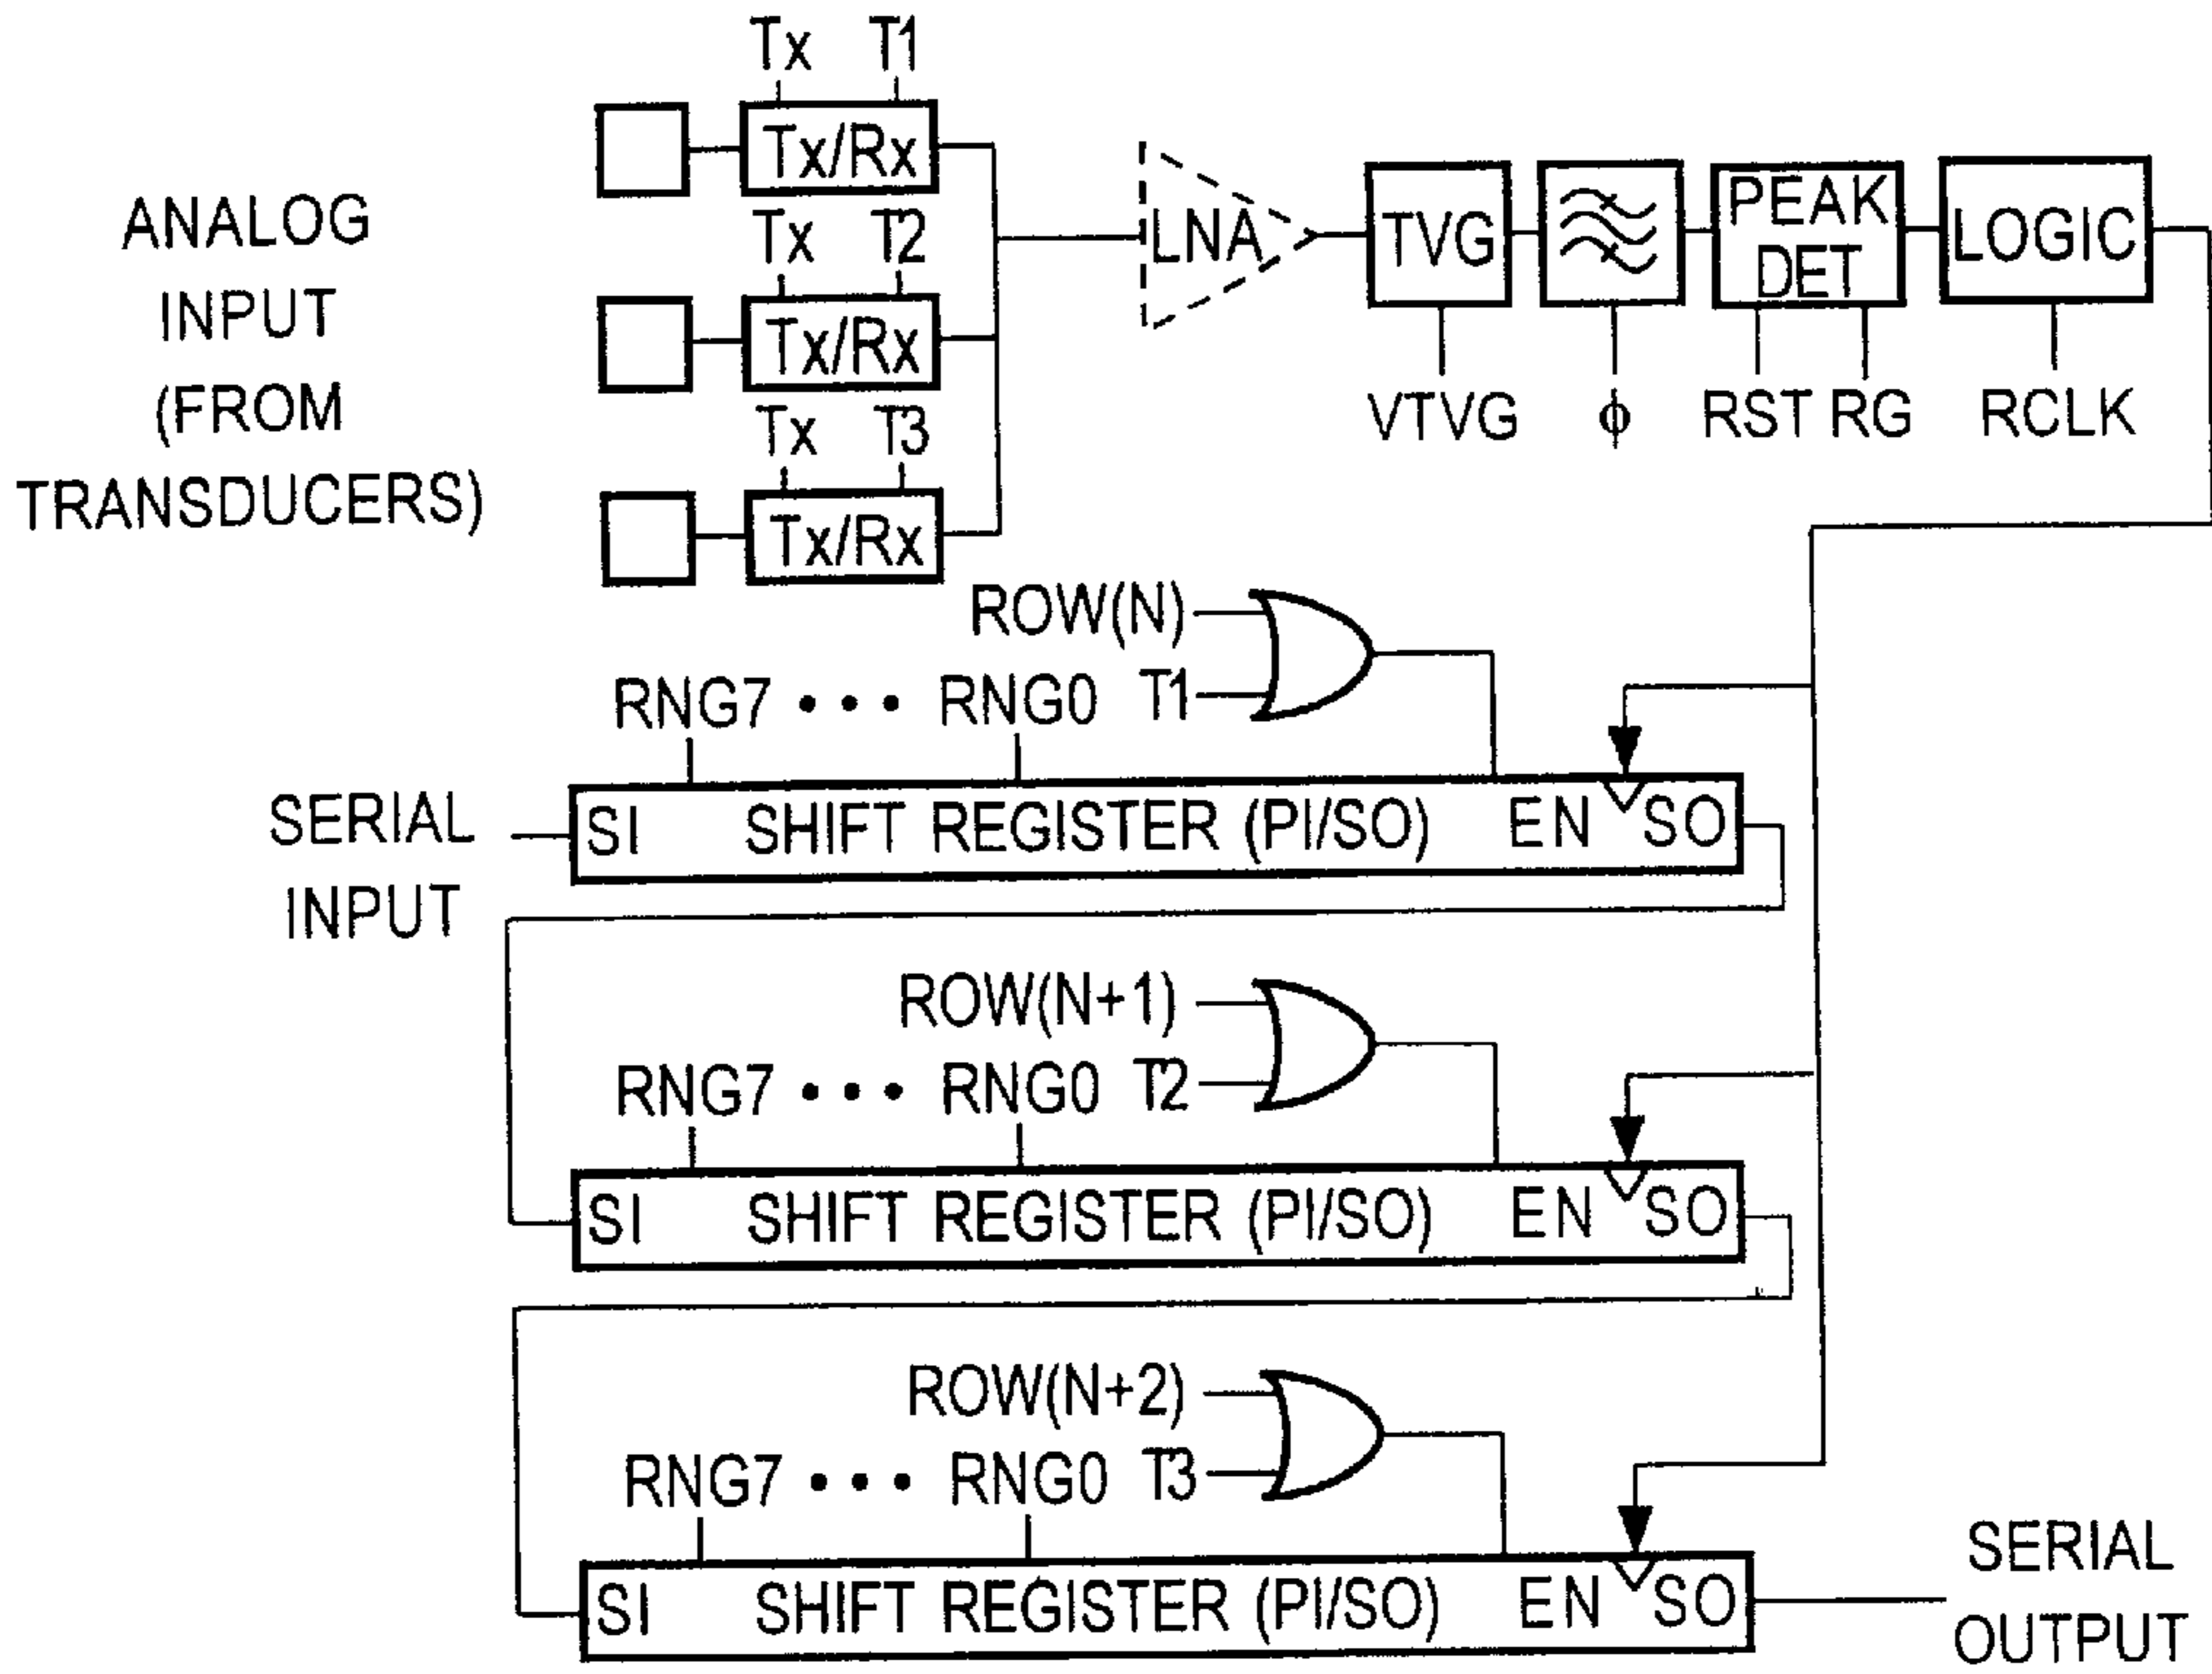 Tx T1
Tx/Rx
Tx T2
Tx/Rx
Tx T3
Tx/Rx
ANALOG
INPUT
(FROM
TRANSDUCERS)
LNA
TVG
PEAK
DET
LOGIC
VTVG
ϕ
RST RG
RCLK
ROW(N)
RNG7 • • • RNG0 T1
SERIAL
INPUT
SI SHIFT REGISTER (PI/SO) EN SO
ROW(N+1)
RNG7 • • • RNG0 T2
SI SHIFT REGISTER (PI/SO) EN SO
ROW(N+2)
RNG7 • • • RNG0 T3
SI SHIFT REGISTER (PI/SO) EN SO
SERIAL
OUTPUT